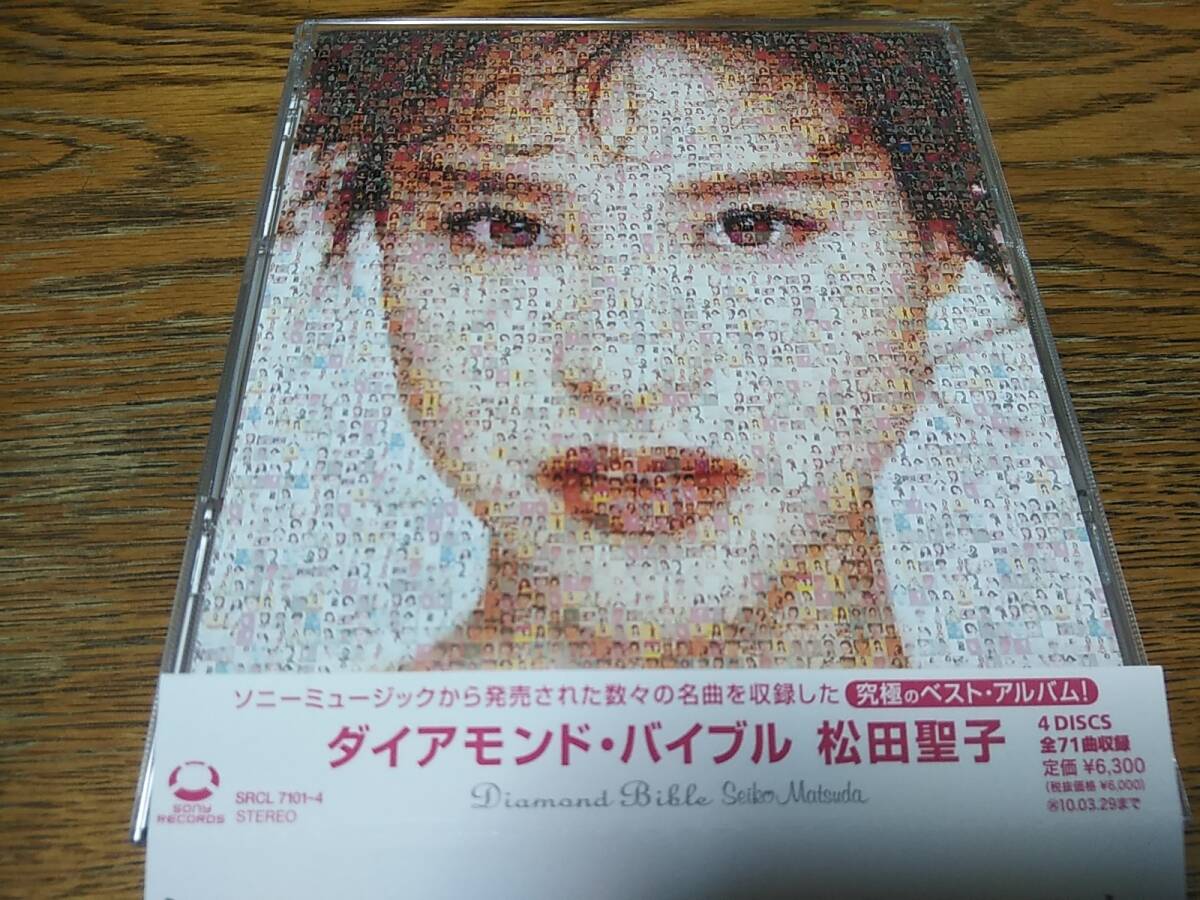 ソニーミュージックから発売された数々の名曲を収録した 究極のベスト・アルバム!
ダイアモンド・バイブル 松田聖子
Diamond Bible Seiko Matsuda
4 DISCS
全71曲収録
定価 ¥6,300
(税抜価格 ¥6,000)
㋹10.03.29まで
SONY
RECORDS
SRCL 7101~4
STEREO